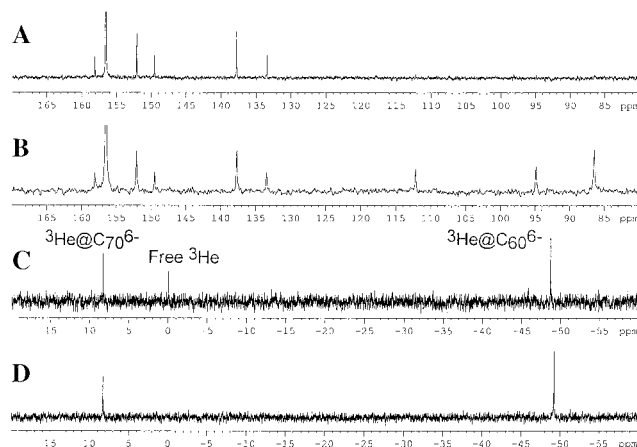 A
165 160 155 150 145 140 135 130 125 120 115 110 105 100 95 90 85 ppm
B
165 160 155 150 145 140 135 130 125 120 115 110 105 100 95 90 85 ppm
³He@C₇₀⁶⁻ Free ³He ³He@C₆₀⁶⁻
C
15 10 5 0 -5 -10 -15 -20 -25 -30 -35 -40 -45 -50 -55 ppm
D
15 10 5 0 -5 -10 -15 -20 -25 -30 -35 -40 -45 -50 -55 ppm